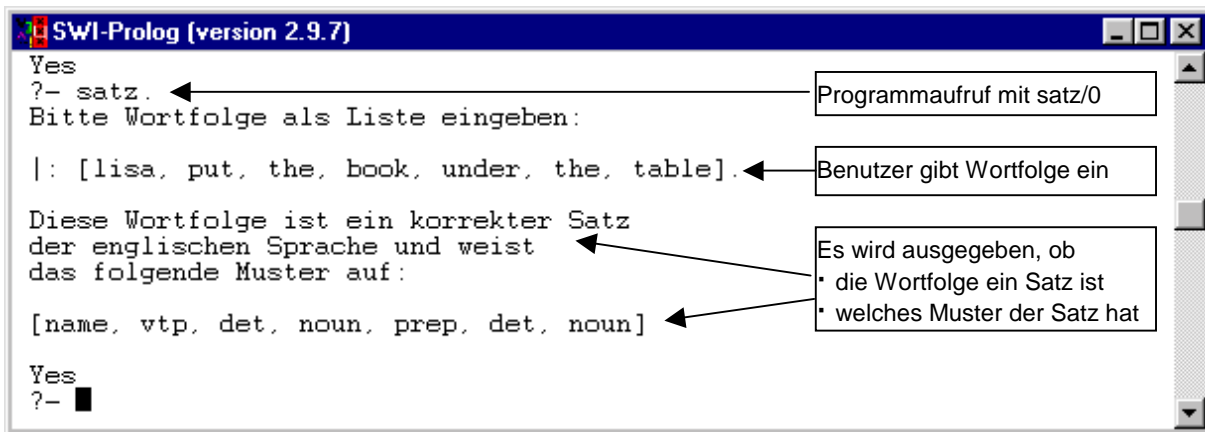 SWI-Prolog (version 2.9.7)
Yes
?- satz.
Programmaufruf mit satz/0
Bitte Wortfolge als Liste eingeben:
|: [lisa, put, the, book, under, the, table].
Benutzer gibt Wortfolge ein
Diese Wortfolge ist ein korrekter Satz
der englischen Sprache und weist
das folgende Muster auf:
Es wird ausgegeben, ob
· die Wortfolge ein Satz ist
· welches Muster der Satz hat
[name, vtp, det, noun, prep, det, noun]
Yes
?-